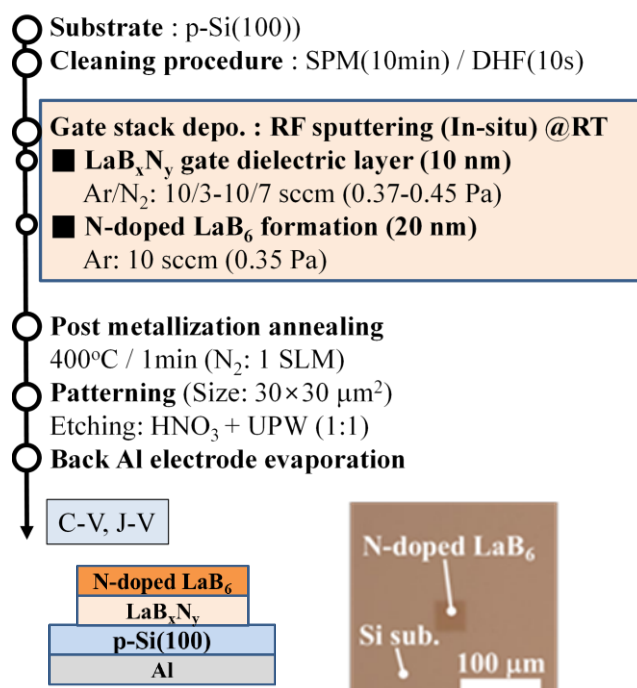 Substrate : p-Si(100))
Cleaning procedure : SPM(10min) / DHF(10s)
Gate stack depo. : RF sputtering (In-situ) @RT
■ LaBₓNᵧ gate dielectric layer (10 nm)
Ar/N₂: 10/3-10/7 sccm (0.37-0.45 Pa)
■ N-doped LaB₆ formation (20 nm)
Ar: 10 sccm (0.35 Pa)
Post metallization annealing
400°C / 1min (N₂: 1 SLM)
Patterning (Size: 30×30 μm²)
Etching: HNO₃ + UPW (1:1)
Back Al electrode evaporation
C-V, J-V
N-doped LaB₆
LaBₓNᵧ
p-Si(100)
Al
N-doped LaB₆
Si sub.
100 μm